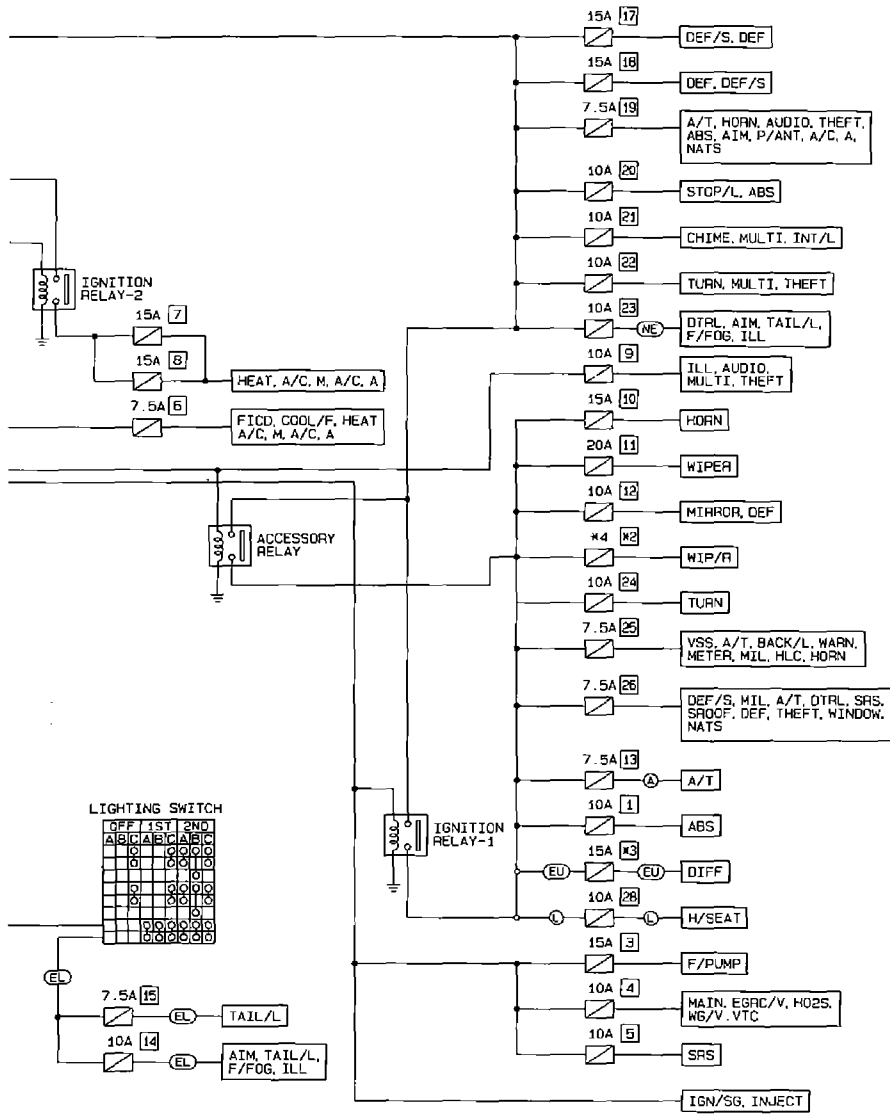 15A 17
DEF/S, DEF
15A 18
DEF, DEF/S
7.5A 19
A/T, HORN, AUDIO, THEFT,
ABS, AIM, P/ANT, A/C, A,
NATS
10A 20
STOP/L, ABS
10A 21
CHIME, MULTI, INT/L
10A 22
TURN, MULTI, THEFT
10A 23
NE
DTRL, AIM, TAIL/L,
F/FOG, ILL
IGNITION
RELAY-2
15A 7
15A 8
HEAT, A/C, M, A/C, A
7.5A 6
FICD, COOL/F, HEAT
A/C, M, A/C, A
10A 9
ILL, AUDIO,
MULTI, THEFT
15A 10
HORN
20A 11
WIPER
10A 12
MIRROR, DEF
ACCESSORY
RELAY
*4 *2
WIP/R
10A 24
TURN
7.5A 25
VSS, A/T, BACK/L, WARN,
METER, MIL, HLC, HORN
7.5A 26
DEF/S, MIL, A/T, DTRL, SRS,
SROOF, DEF, THEFT, WINDOW,
NATS
7.5A 13
A
A/T
IGNITION
RELAY-1
10A 1
ABS
15A *3
EU EU
DIFF
10A 28
L L
H/SEAT
15A 3
F/PUMP
10A 4
MAIN, EGRC/V, HO2S,
WG/V, VTC
10A 5
SRS
IGN/SG, INJECT
LIGHTING SWITCH
OFF 1ST 2ND
A B C A B C A B C
EL
7.5A 15
EL
TAIL/L
10A 14
EL
AIM, TAIL/L,
F/FOG, ILL